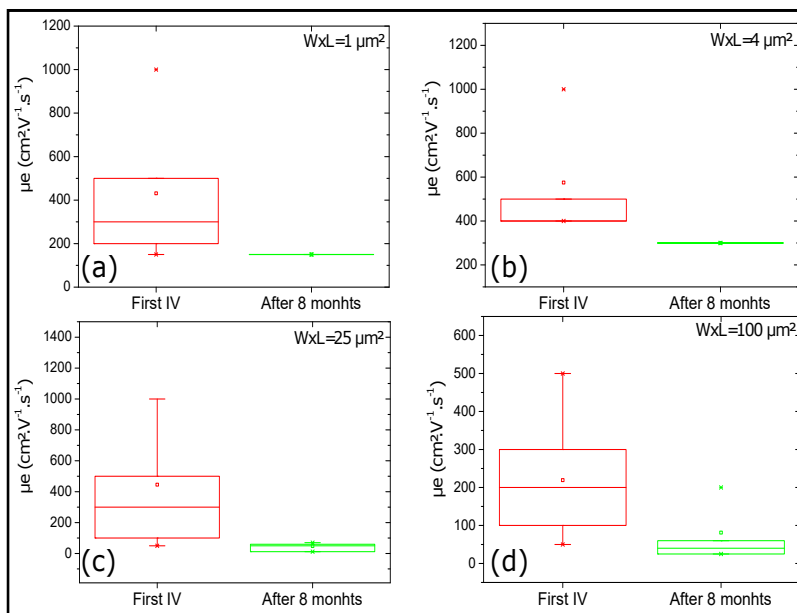 WxL=1 µm²
µe (cm²·V⁻¹·s⁻¹)
1200
1000
800
600
400
200
0
(a)
First IV
After 8 monhts
WxL=4 µm²
µe (cm²·V⁻¹·s⁻¹)
1200
1000
800
600
400
200
(b)
First IV
After 8 monhts
WxL=25 µm²
µe (cm²·V⁻¹·s⁻¹)
1400
1200
1000
800
600
400
200
0
(c)
First IV
After 8 monhts
WxL=100 µm²
µe (cm²·V⁻¹·s⁻¹)
600
500
400
300
200
100
0
(d)
First IV
After 8 monhts